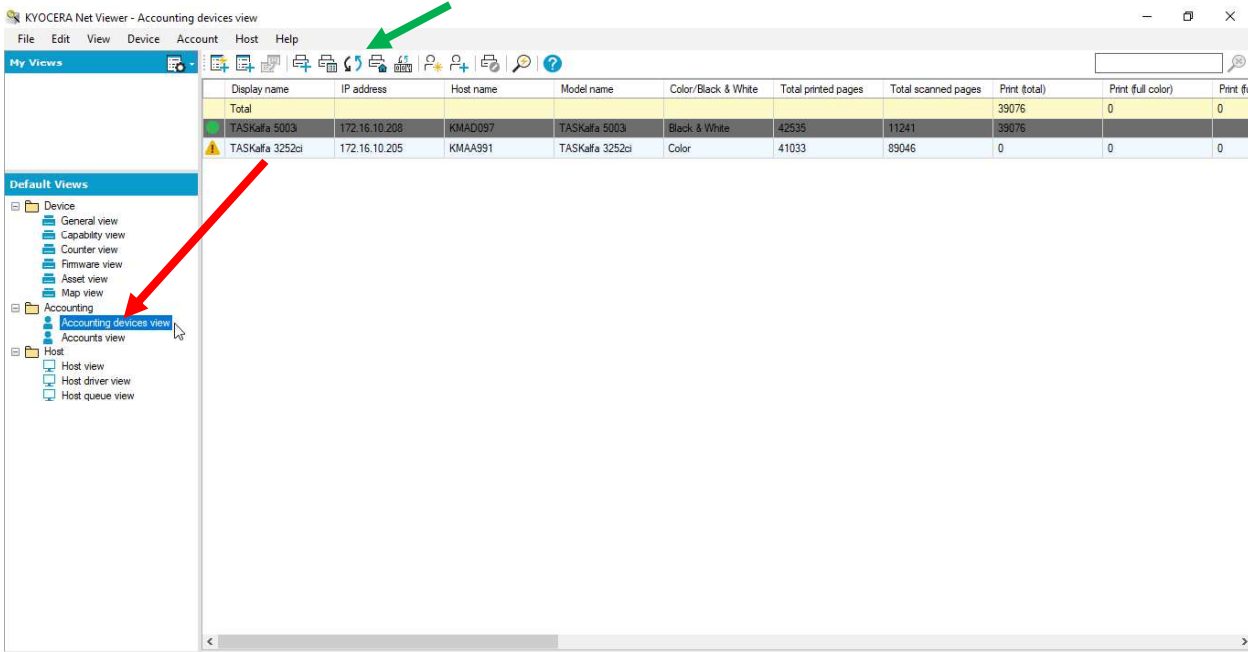 KYOCERA Net Viewer - Accounting devices view
File Edit View Device Account Host Help
My Views
Display name IP address Host name Model name Color/Black & White Total printed pages Total scanned pages Print (total) Print (full color)
Total 39076 0 0
TASKalfa 5003i 172.16.10.208 KMAD097 TASKalfa 5003i Black & White 42535 11241 39076
TASKalfa 3252ci 172.16.10.205 KMAA991 TASKalfa 3252ci Color 41033 89046 0 0 0
Default Views
Device
General view
Capability view
Counter view
Firmware view
Asset view
Map view
Accounting
Accounting devices view
Accounts view
Host
Host view
Host driver view
Host queue view